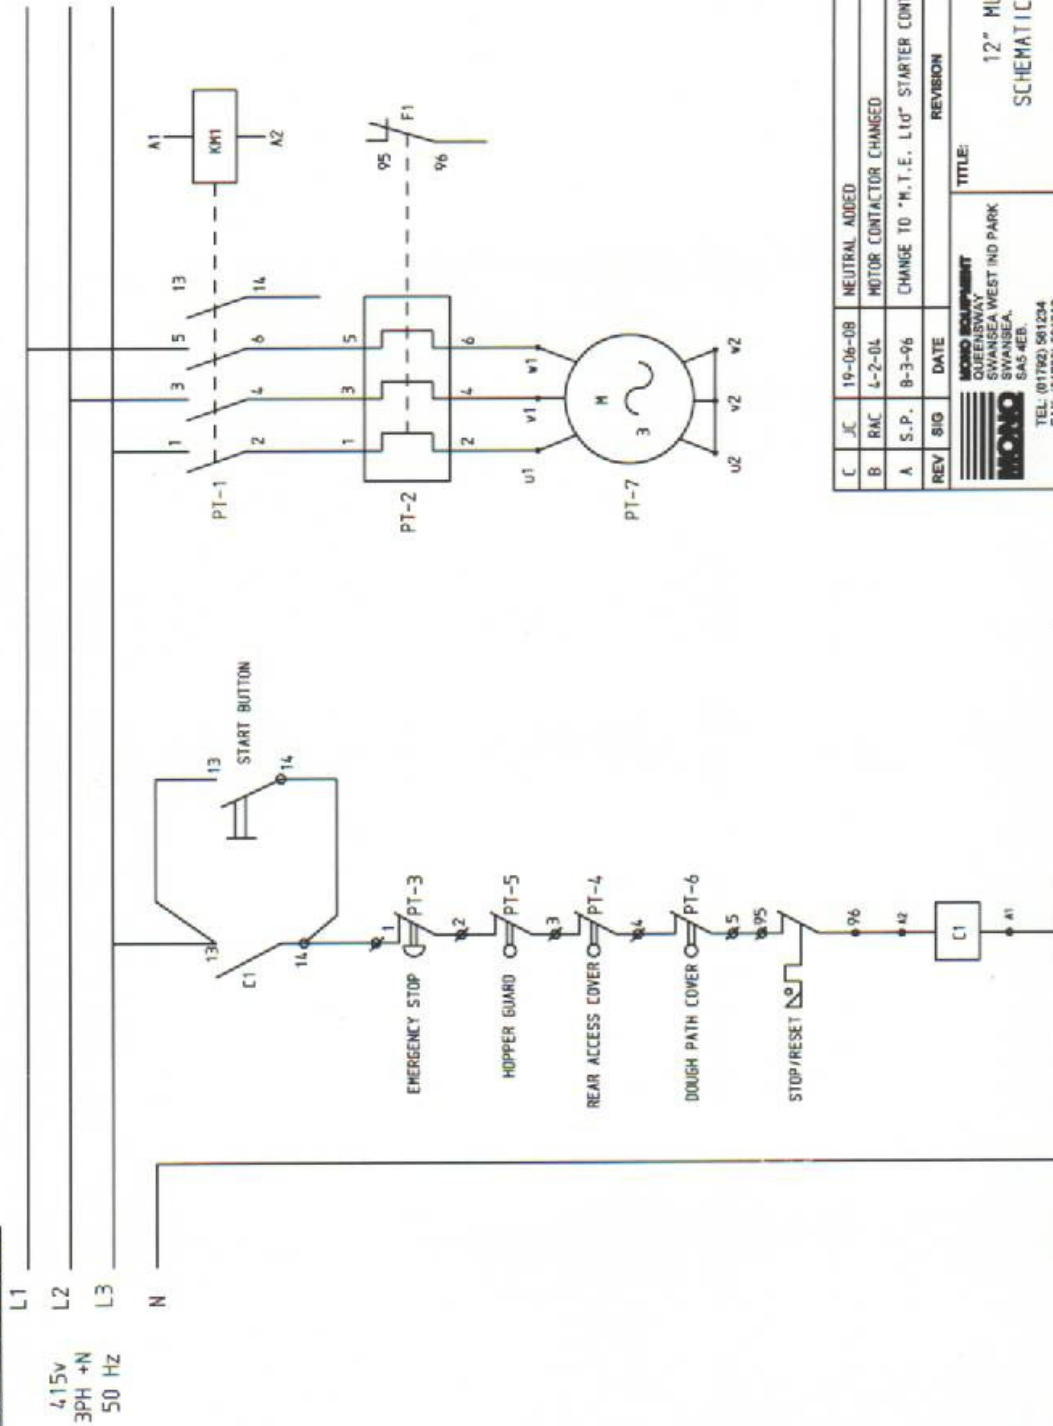 L1
415v
L2
3PH +N
50 Hz
L3
N
13
13
START BUTTON
C1
14
14
1
EMERGENCY STOP
PT-3
2
HOPPER GUARD
PT-5
3
REAR ACCESS COVER
PT-4
4
DOUGH PATH COVER
PT-6
5
95
STOP/RESET
96
A2
C1
A1
A1
KM1
A2
1
3
5
13
2
4
6
14
PT-1
1
3
5
PT-2
2
4
6
95
96
F1
u1
v1
w1
M
3
PT-7
u2
v2
w2
C JC 19-06-08 NEUTRAL ADDED
B RAC 4-2-04 MOTOR CONTACTOR CHANGED
A S.P. 8-3-96 CHANGE TO "M.T.E. Ltd" STARTER
REV SIG DATE REVISION
MONO
MONO EQUIPMENT
QUEENSWAY
SWANSEA WEST IND PARK
SWANSEA.
SA5 4EB.
TEL: (01792) 561234
TITLE:
12"
SCHEMATIC